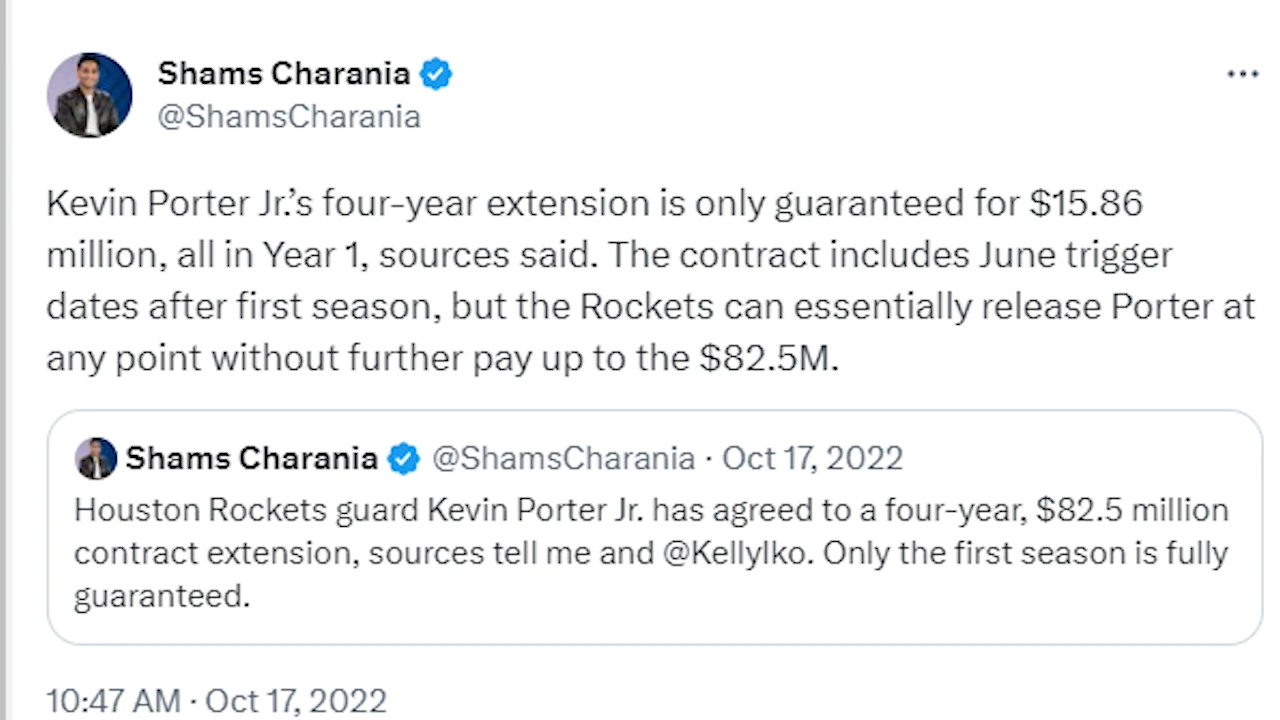 Shams Charania
@ShamsCharania
Kevin Porter Jr.’s four-year extension is only guaranteed for $15.86
million, all in Year 1, sources said. The contract includes June trigger
dates after first season, but the Rockets can essentially release Porter at
any point without further pay up to the $82.5M.
Shams Charania @ShamsCharania · Oct 17, 2022
Houston Rockets guard Kevin Porter Jr. has agreed to a four-year, $82.5 million
contract extension, sources tell me and @KellyIko. Only the first season is fully
guaranteed.
10:47 AM · Oct 17, 2022